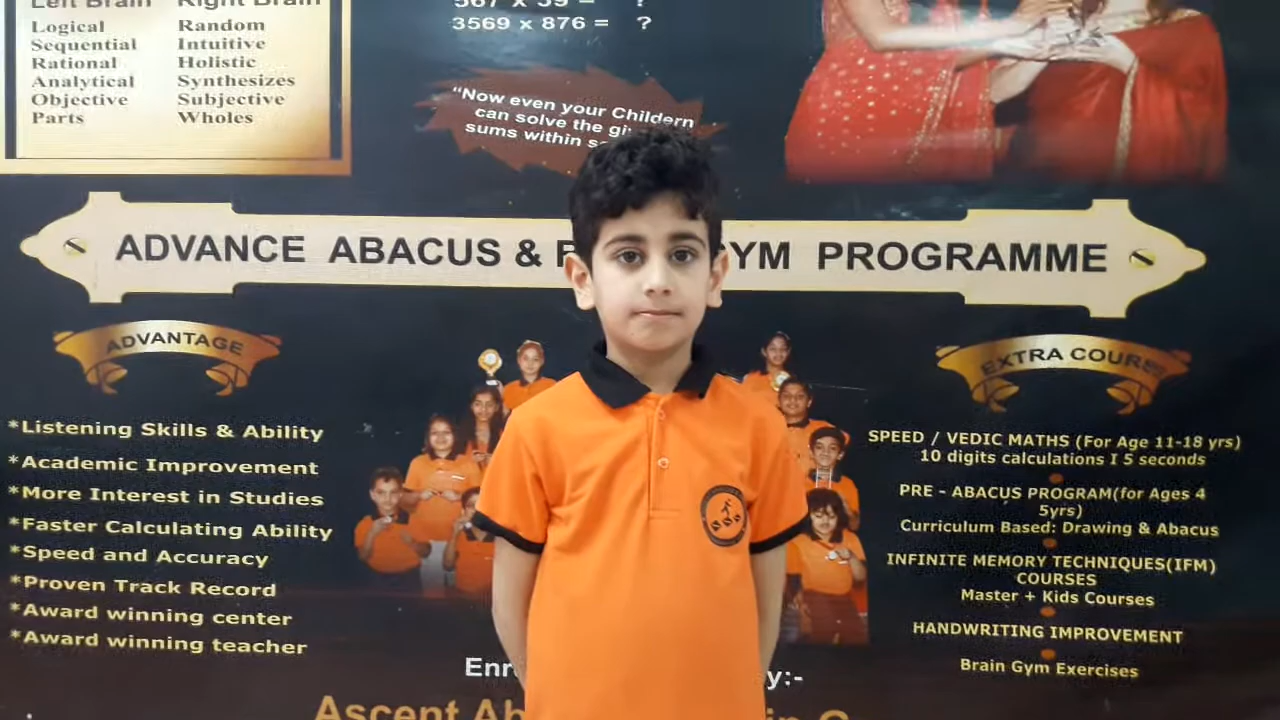 Left Brain Right Brain
Logical Random
Sequential Intuitive
Rational Holistic
Analytical Synthesizes
Objective Subjective
Parts Wholes
567 x 39 = ?
3569 x 876 = ?
"Now even your Childern
can solve the
sums within
ADVANCE ABACUS & GYM PROGRAMME
ADVANTAGE
*Listening Skills & Ability
*Academic Improvement
*More Interest in Studies
*Faster Calculating Ability
*Speed and Accuracy
*Proven Track Record
*Award winning center
*Award winning teacher
EXTRA COURSE
SPEED / VEDIC MATHS (For Age 11-18 yrs)
10 digits calculations I 5 seconds
PRE - ABACUS PROGRAM(for Ages 4
5yrs)
Curriculum Based: Drawing & Abacus
INFINITE MEMORY TECHNIQUES(IFM)
COURSES
Master + Kids Courses
HANDWRITING IMPROVEMENT
Brain Gym Exercises
y:-
Ascent